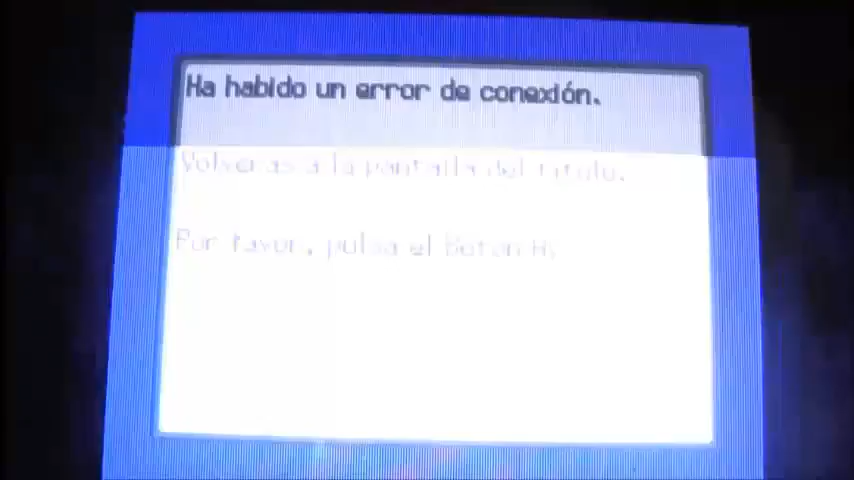 Ha habido un error de conexión.
Volverás a la pantalla del título.
Por favor, pulsa el Botón A.